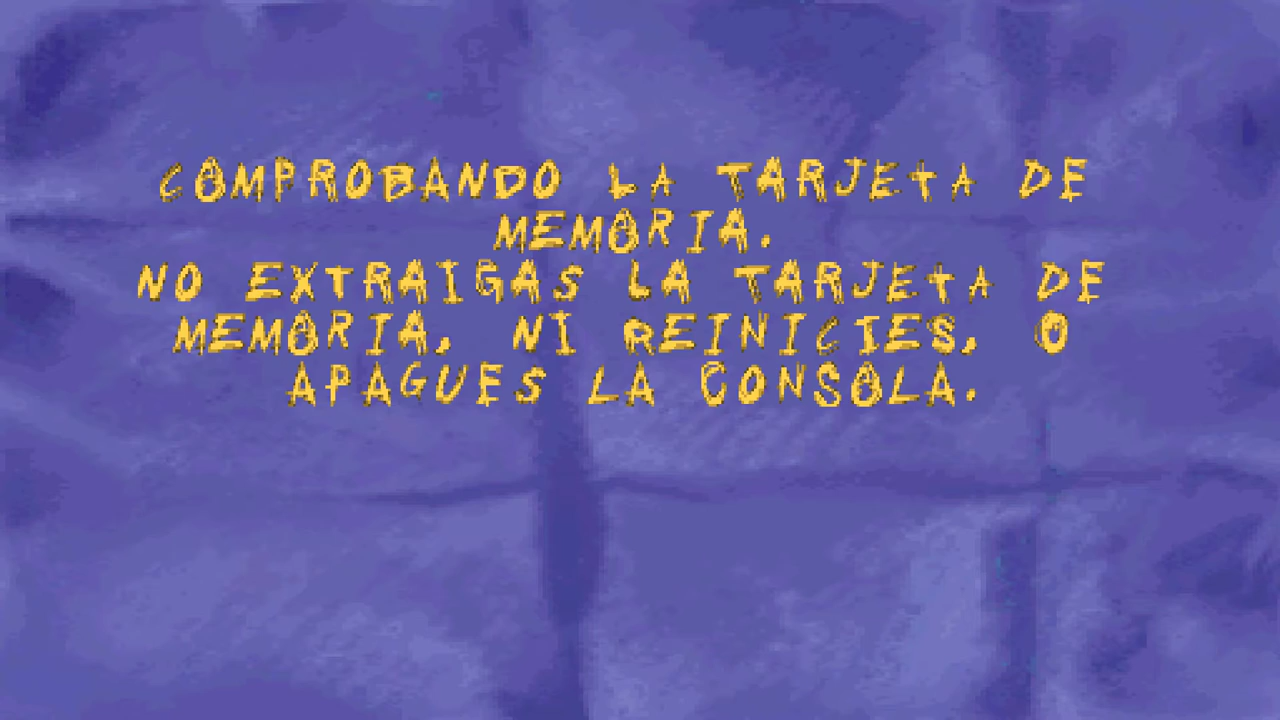 COMPROBANDO LA TARJETA DE
MEMORIA.
NO EXTRAIGAS LA TARJETA DE
MEMORIA, NI REINICIES, O
APAGUES LA CONSOLA.